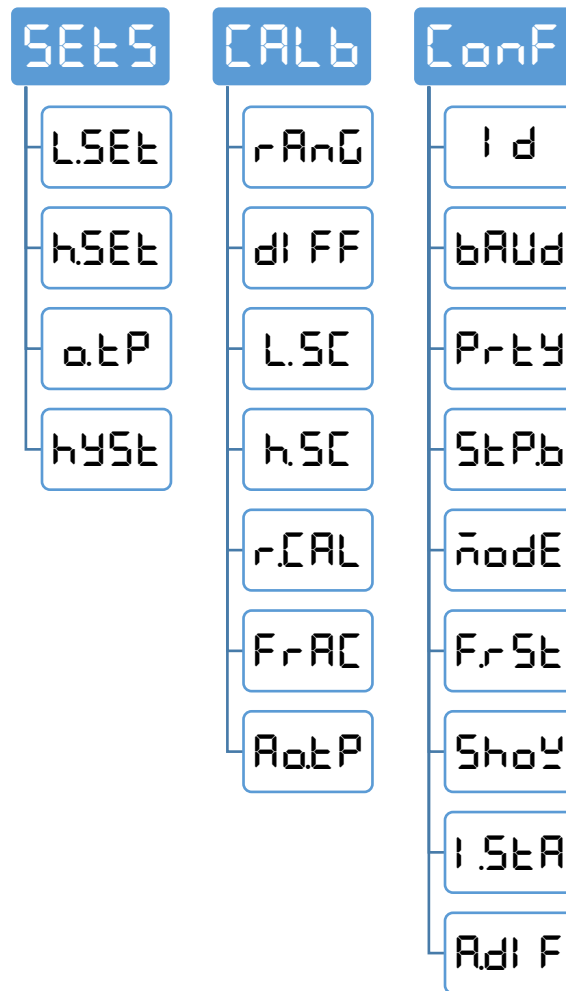 SEtS
L.SEt
h.SEt
o.tP
hYSt
CALb
rAnG
dIFF
L.SC
h.SC
r.CAL
FrAC
Ao.tP
ConF
Id
bAUd
PrtY
StP.b
modE
F.rSt
Shoy
I.StA
A.dIF